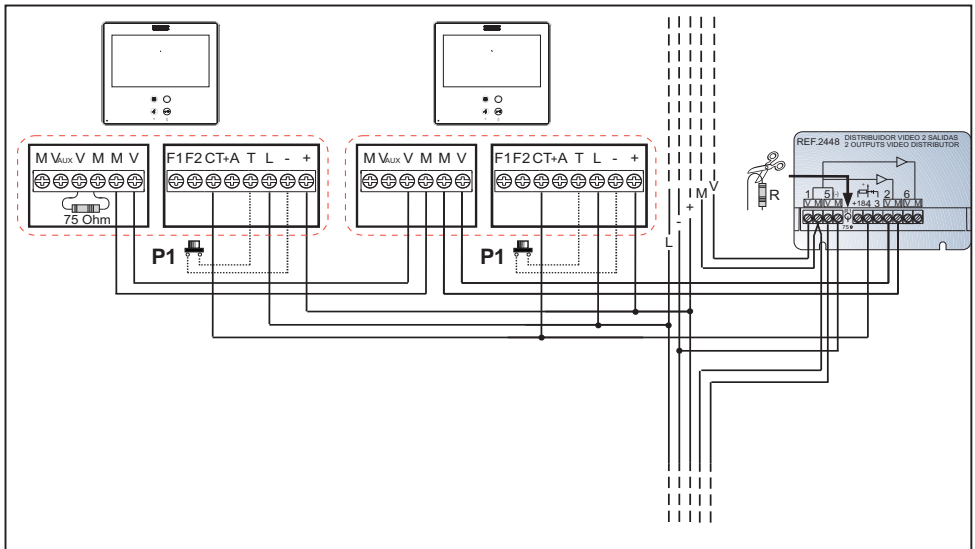 M VAUX V M M V
F1 F2 CT+A T L - +
75 Ohm
P1
M VAUX V M M V
F1 F2 CT+A T L - +
P1
L
-
+
M
V
R
REF.2448
DISTRIBUIDOR VIDEO 2 SALIDAS
2 OUTPUTS VIDEO DISTRIBUTOR
1 5 (-) +18 4 3 2 6
V M V M V M V M